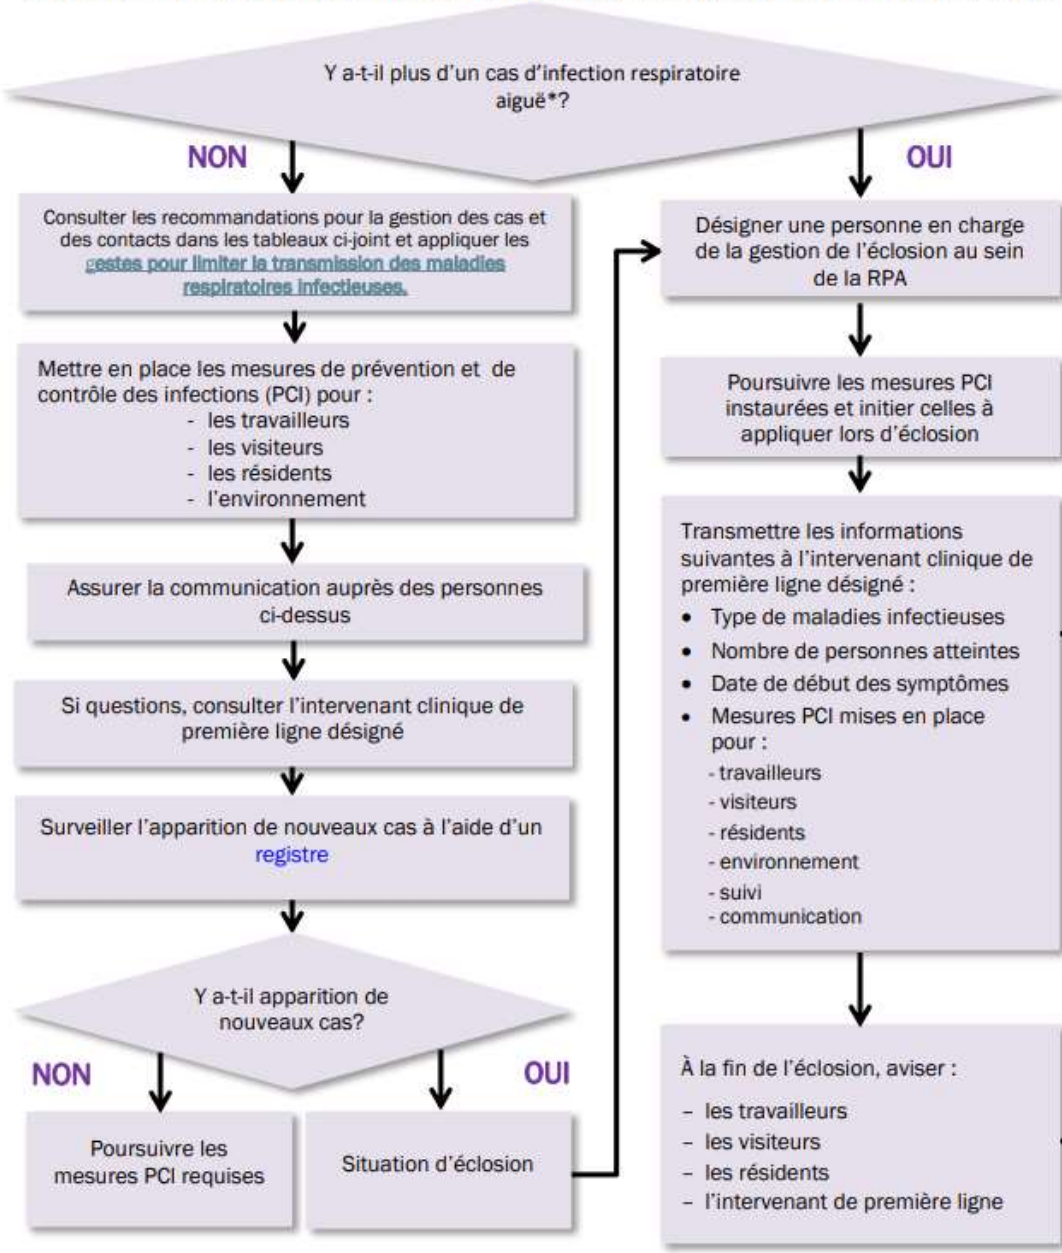 Y a-t-il plus d'un cas d'infection respiratoire
aiguë*?
NON
OUI
Consulter les recommandations pour la gestion des cas et
des contacts dans les tableaux ci-joint et appliquer les
gestes pour limiter la transmission des maladies
respiratoires infectieuses.
Mettre en place les mesures de prévention et de
contrôle des infections (PCI) pour :
- les travailleurs
- les visiteurs
- les résidents
- l'environnement
Assurer la communication auprès des personnes
ci-dessus
Si questions, consulter l'intervenant clinique de
première ligne désigné
Surveiller l'apparition de nouveaux cas à l'aide d'un
registre
Y a-t-il apparition de
nouveaux cas?
NON
OUI
Poursuivre les
mesures PCI requises
Situation d'éclosion
Désigner une personne en charge
de la gestion de l'éclosion au sein
de la RPA
Poursuivre les mesures PCI
instaurées et initier celles à
appliquer lors d'éclosion
Transmettre les informations
suivantes à l'intervenant clinique de
première ligne désigné :
• Type de maladies infectieuses
• Nombre de personnes atteintes
• Date de début des symptômes
• Mesures PCI mises en place
pour :
- travailleurs
- visiteurs
- résidents
- environnement
- suivi
- communication
À la fin de l'éclosion, aviser :
– les travailleurs
– les visiteurs
– les résidents
– l'intervenant de première ligne